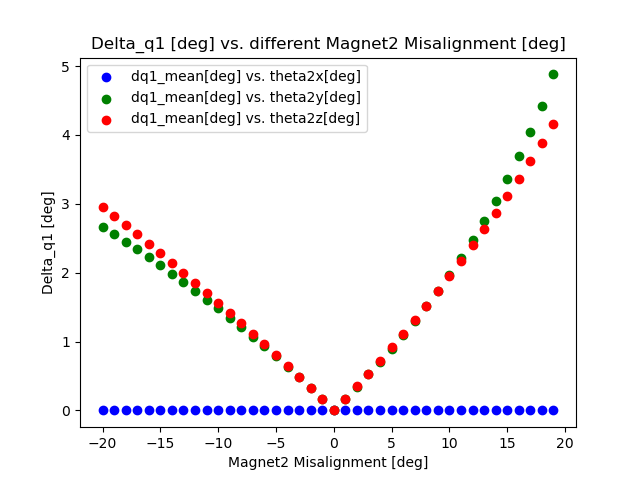 Delta_q1 [deg] vs. different Magnet2 Misalignment [deg]
dq1_mean[deg] vs. theta2x[deg]
dq1_mean[deg] vs. theta2y[deg]
dq1_mean[deg] vs. theta2z[deg]
5
4
3
2
1
0
Delta_q1 [deg]
−20 −15 −10 −5 0 5 10 15 20
Magnet2 Misalignment [deg]